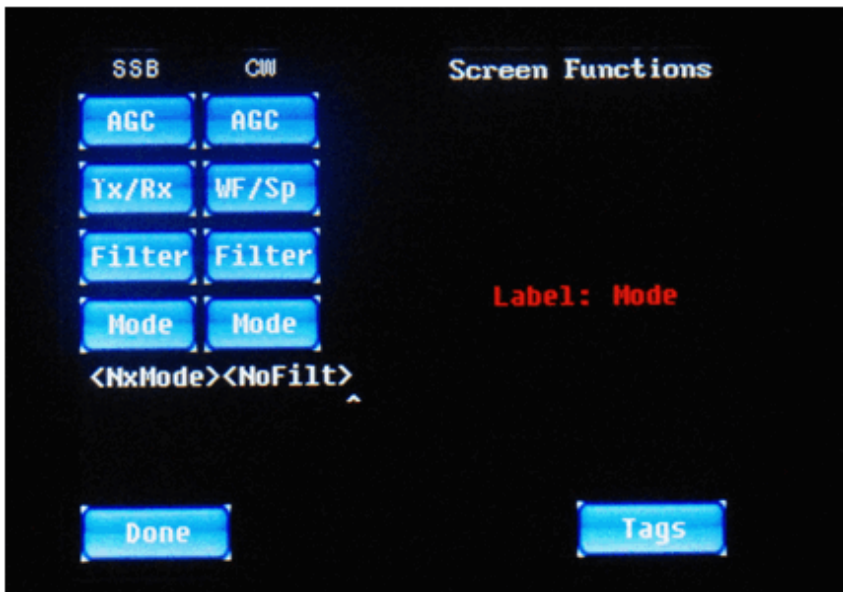 SSB CW Screen Functions
AGC AGC
Tx/Rx WF/Sp
Filter Filter
Label: Mode
Mode Mode
<NxMode><NoFilt>
^
Done Tags